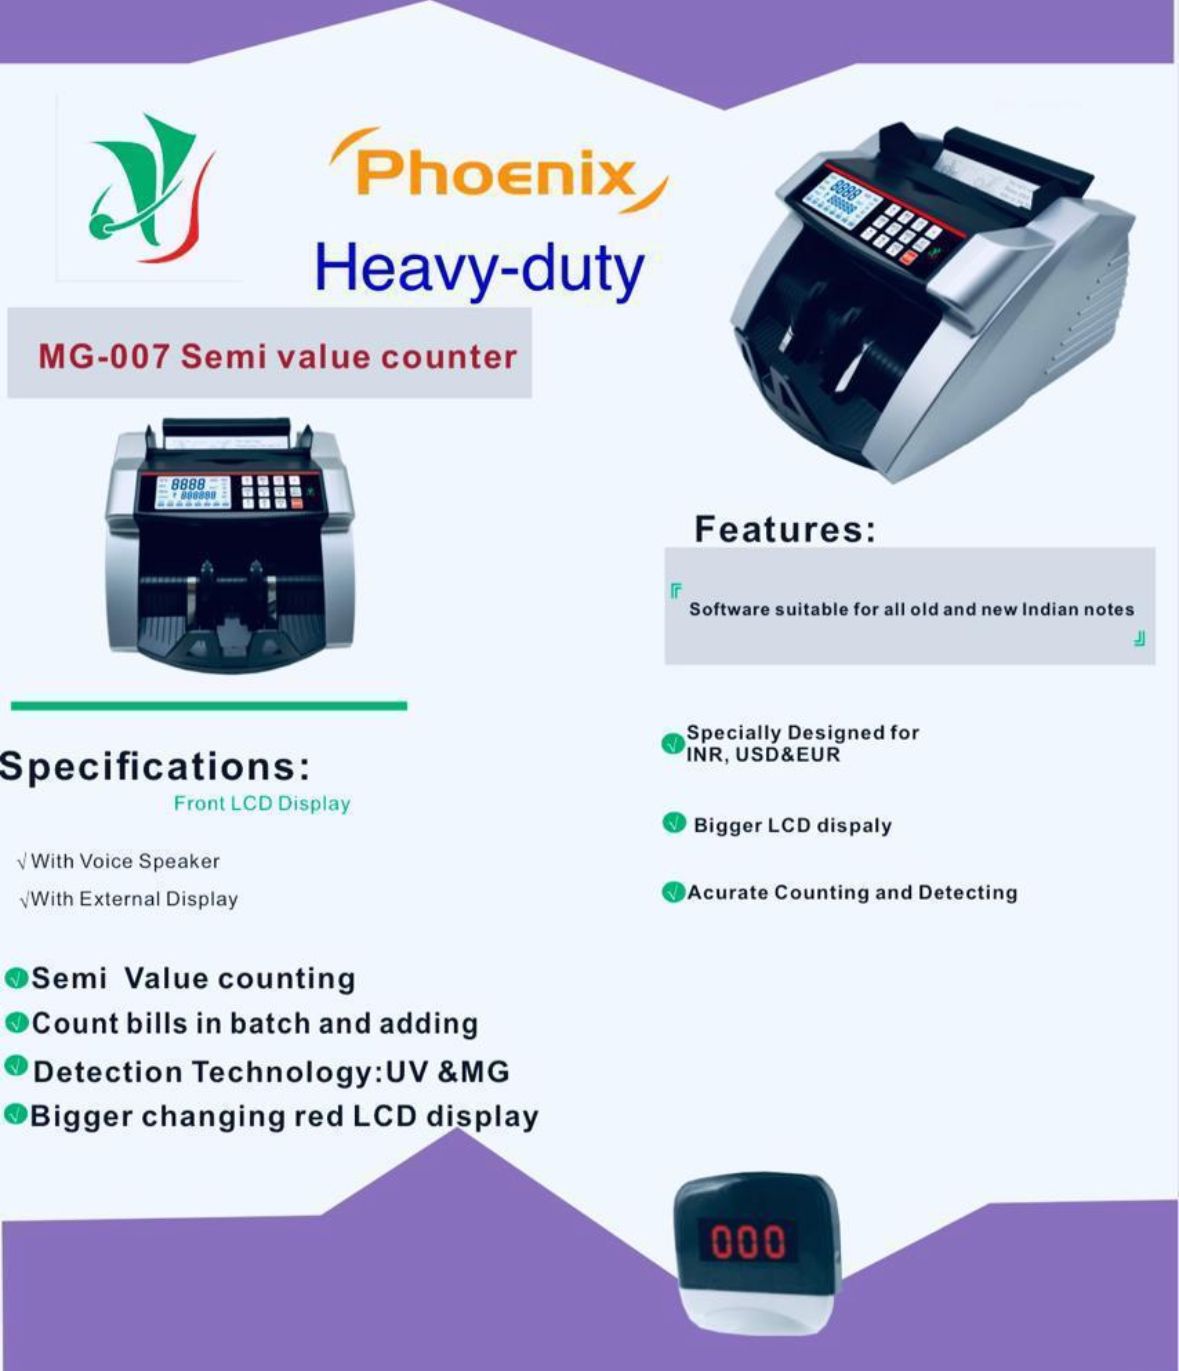 Phoenix
Heavy-duty
MG-007 Semi value counter
8888
888888
Features:
『
Software suitable for all old and new Indian notes
』
Specifications:
Front LCD Display
√With Voice Speaker
√With External Display
√Semi Value counting
√Count bills in batch and adding
√Detection Technology:UV &MG
√Bigger changing red LCD display
√Specially Designed for
INR, USD&EUR
√Bigger LCD dispaly
√Acurate Counting and Detecting
000